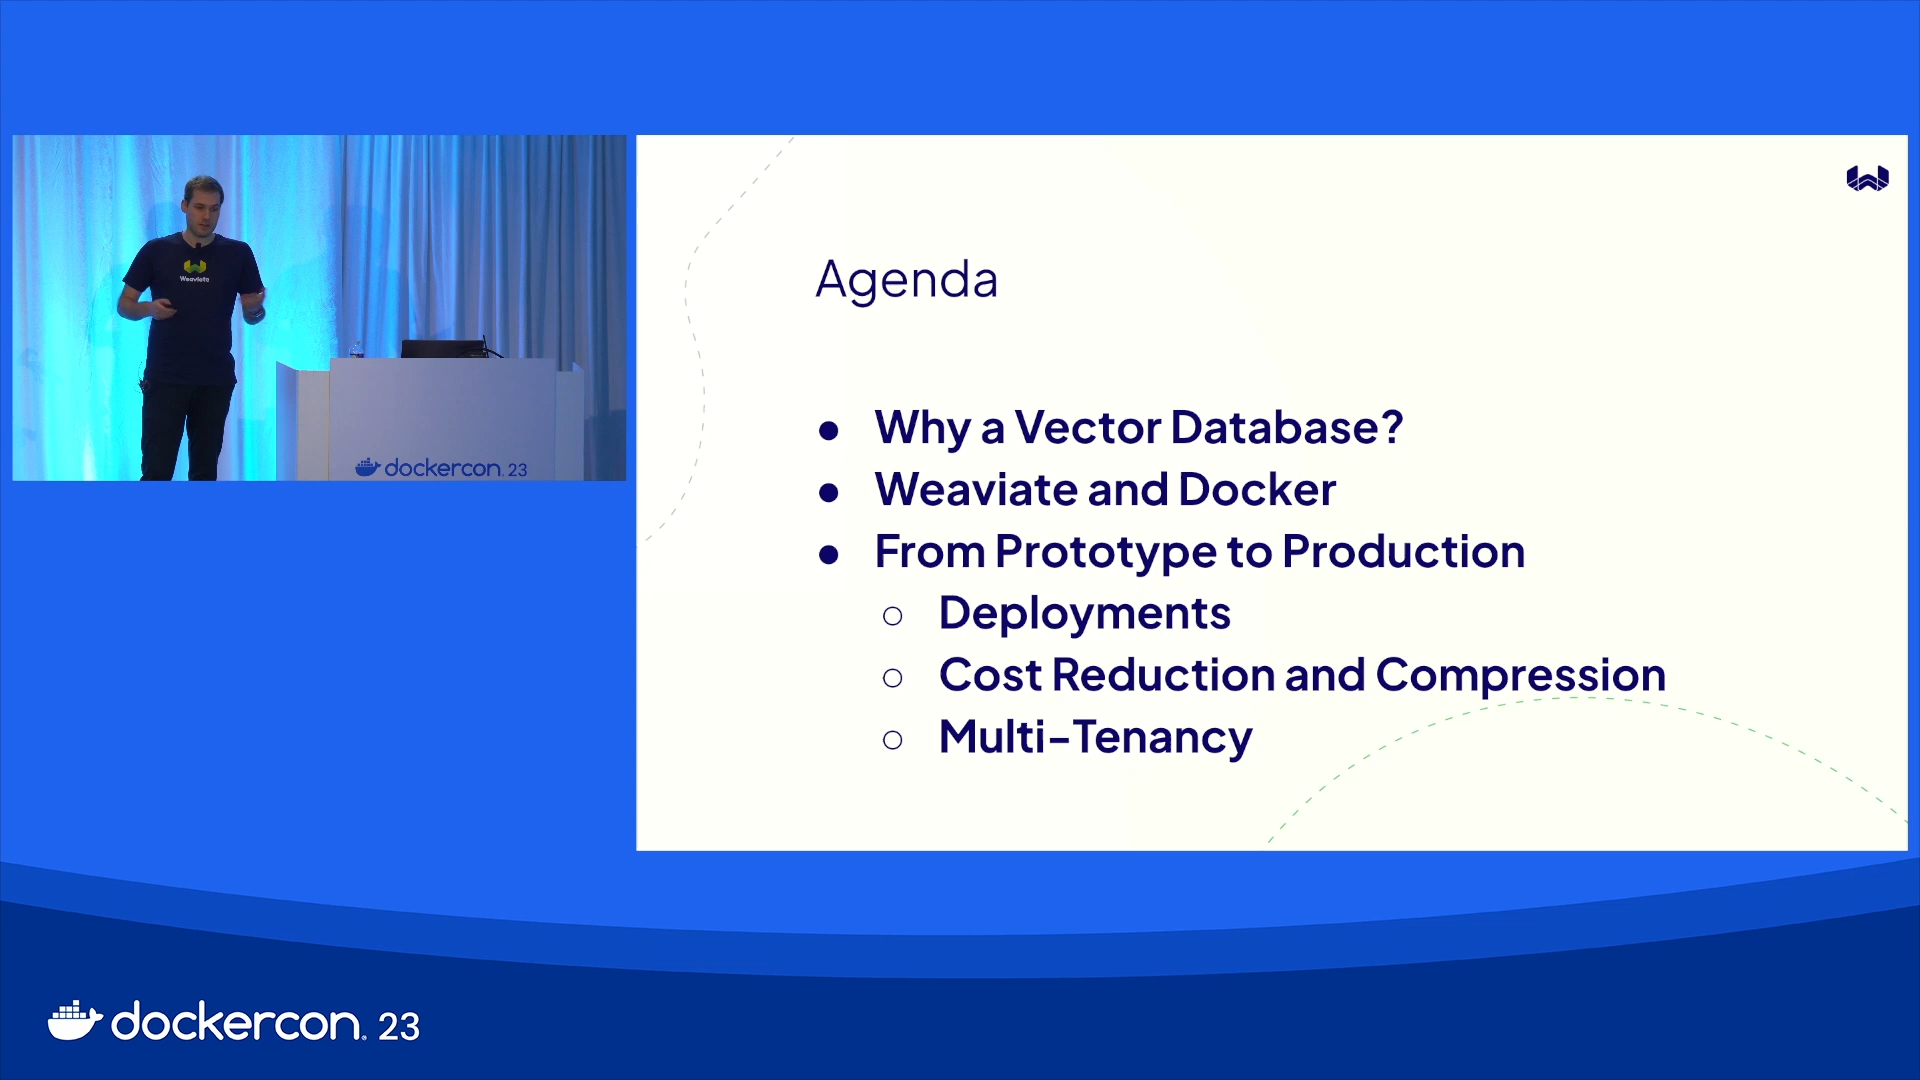 Weaviate
dockercon. 23
Agenda
● Why a Vector Database?
● Weaviate and Docker
● From Prototype to Production
○ Deployments
○ Cost Reduction and Compression
○ Multi-Tenancy
dockercon. 23